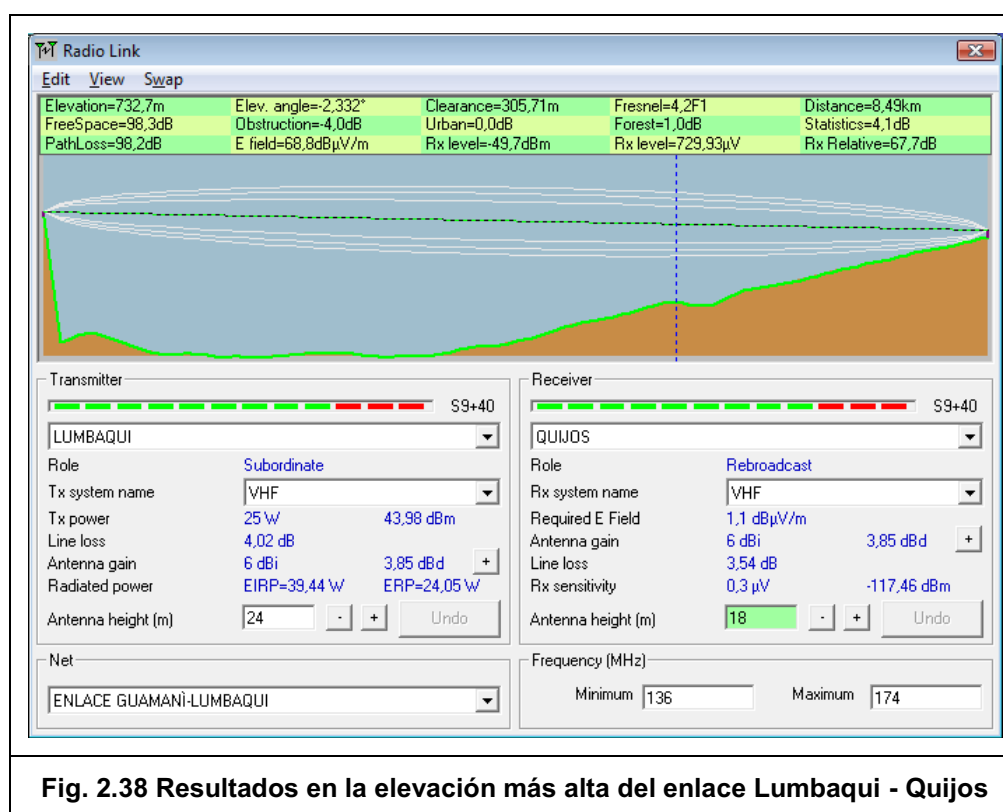 Radio Link
Edit View Swap
Elevation=732,7m Elev. angle=-2,332° Clearance=305,71m Fresnel=4,2F1 Distance=8,49km
FreeSpace=98,3dB Obstruction=-4,0dB Urban=0,0dB Forest=1,0dB Statistics=4,1dB
PathLoss=98,2dB E field=68,8dBµV/m Rx level=-49,7dBm Rx level=729,93µV Rx Relative=67,7dB
Transmitter
S9+40
LUMBAQUI
Role Subordinate
Tx system name VHF
Tx power 25 W 43,98 dBm
Line loss 4,02 dB
Antenna gain 6 dBi 3,85 dBd +
Radiated power EIRP=39,44 W ERP=24,05 W
Antenna height (m) 24 - + Undo
Net
ENLACE GUAMANÌ-LUMBAQUI
Receiver
S9+40
QUIJOS
Role Rebroadcast
Rx system name VHF
Required E Field 1,1 dBµV/m
Antenna gain 6 dBi 3,85 dBd +
Line loss 3,54 dB
Rx sensitivity 0,3 µV -117,46 dBm
Antenna height (m) 18 - + Undo
Frequency (MHz)
Minimum 136 Maximum 174
Fig. 2.38 Resultados en la elevación más alta del enlace Lumbaqui - Quijos